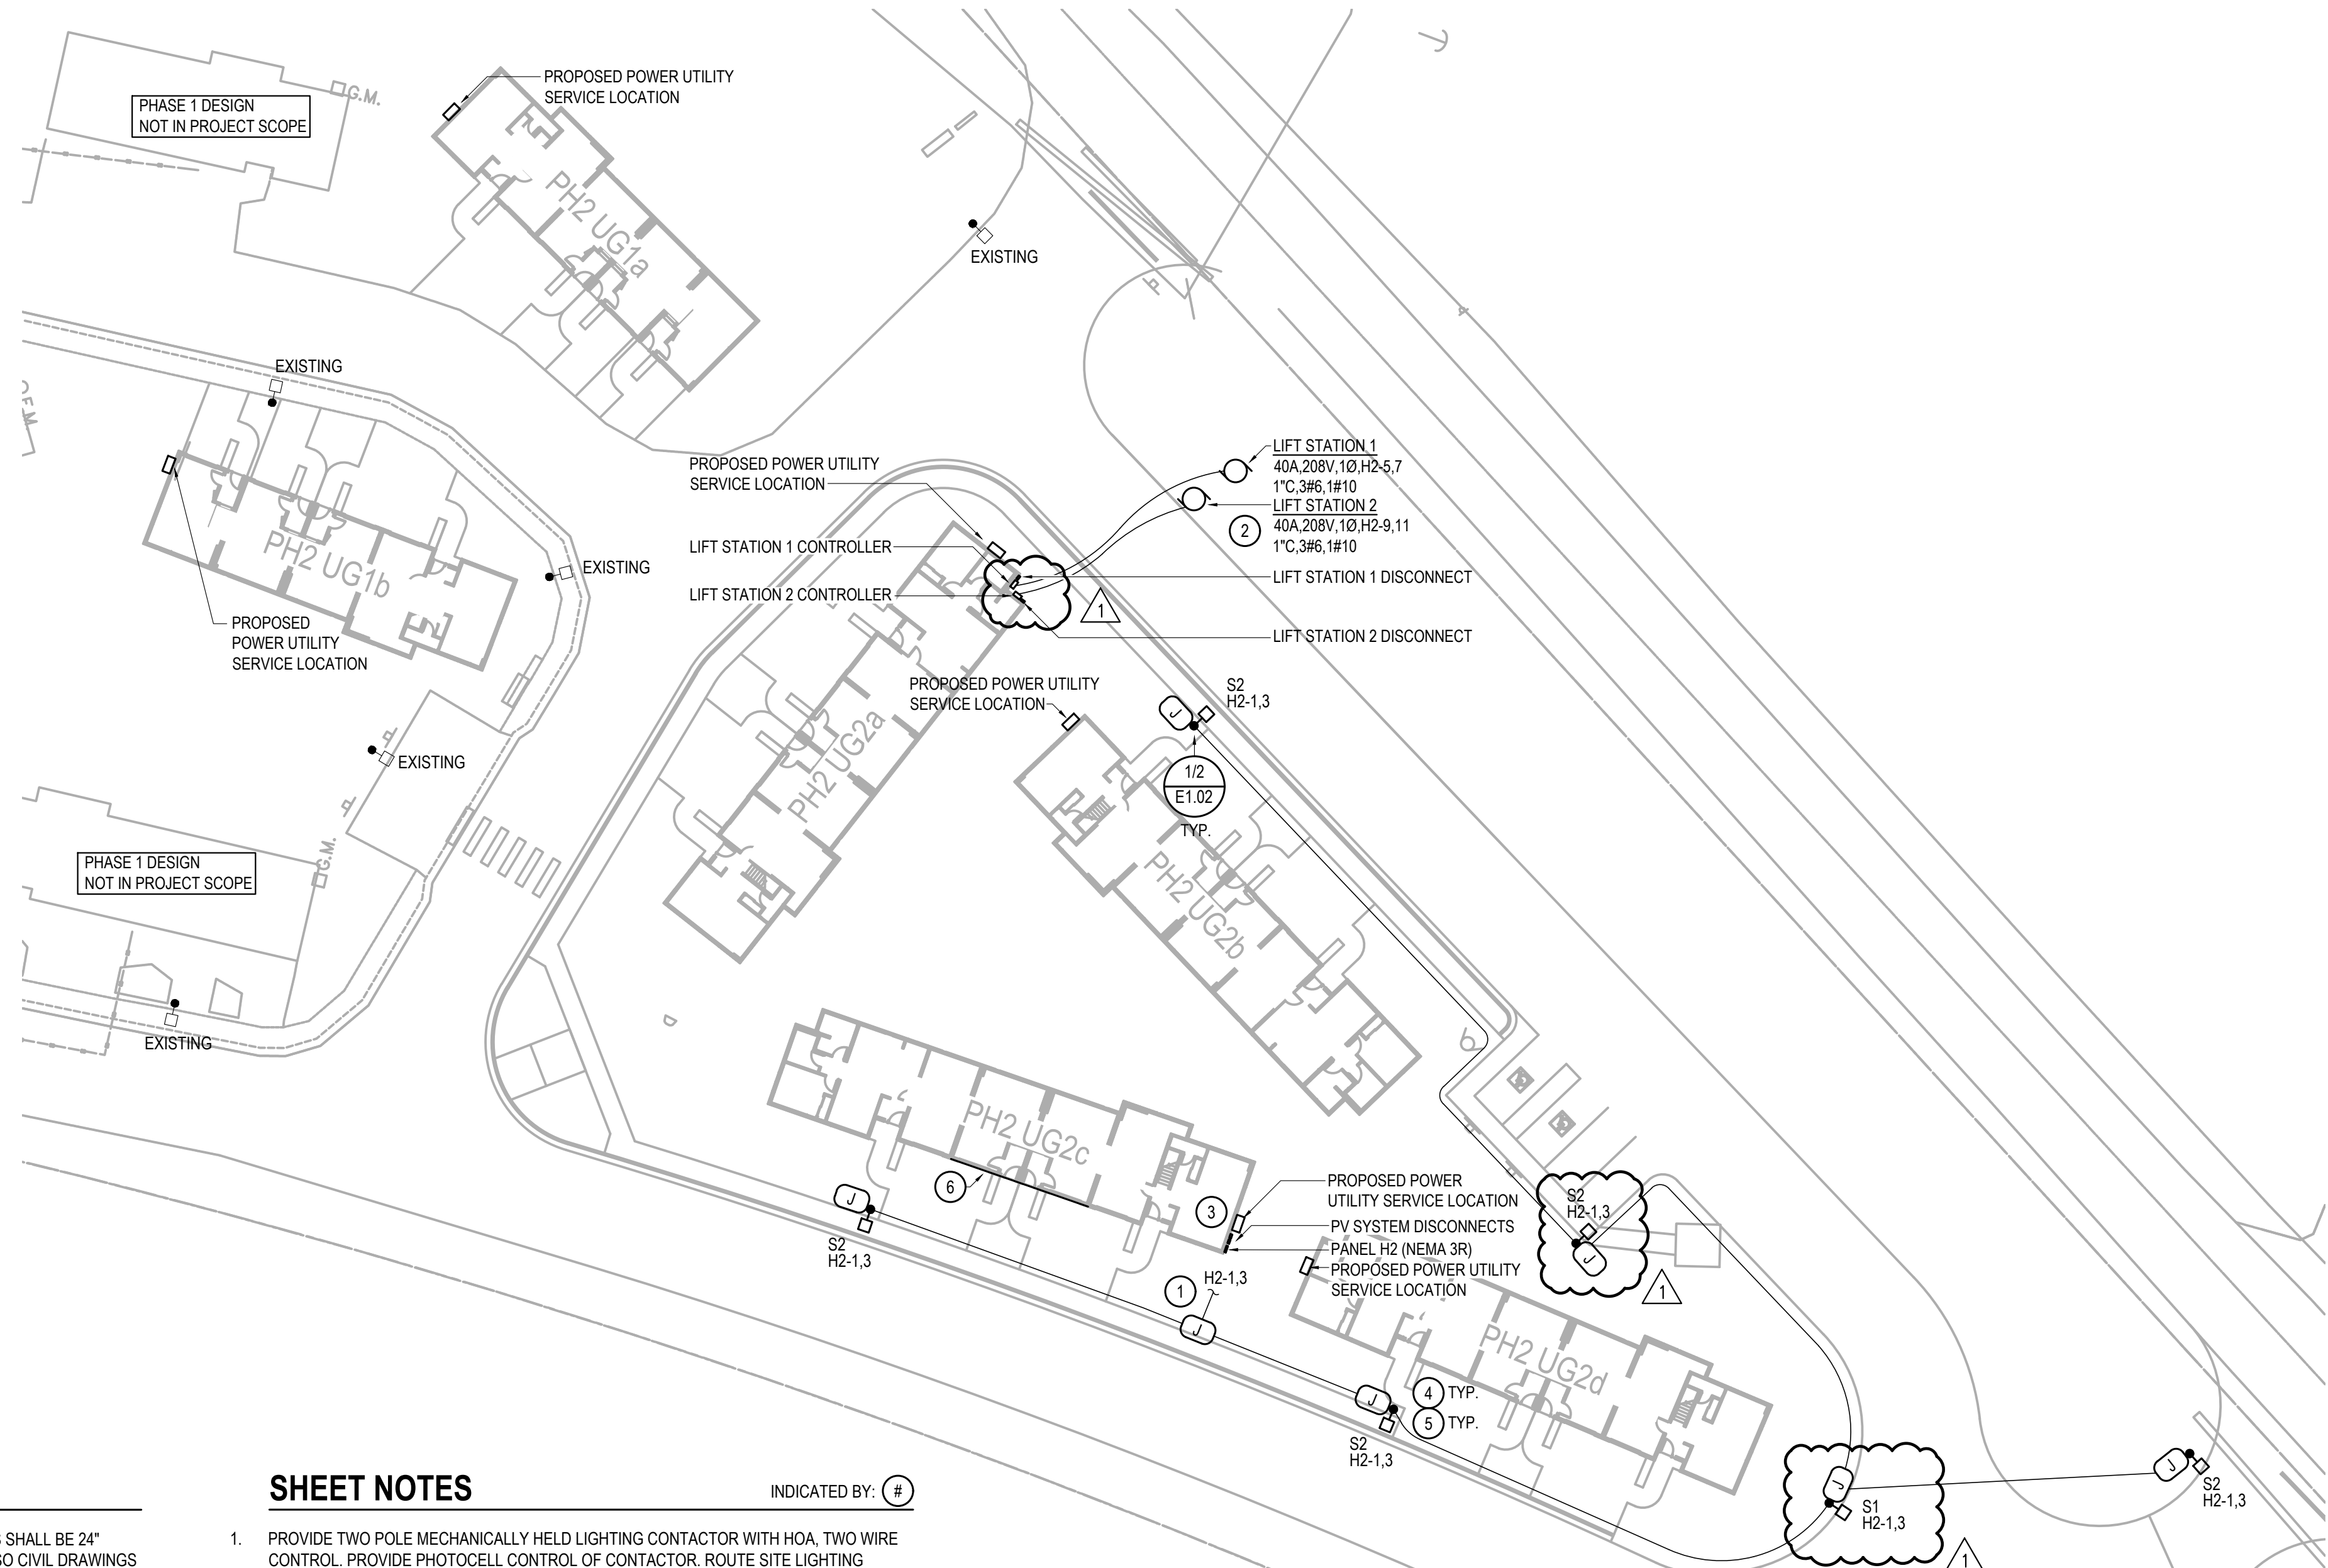 PHASE 1 DESIGN
NOT IN PROJECT SCOPE
G.M.
PROPOSED POWER UTILITY
SERVICE LOCATION
PH2 UG1a
EXISTING
EXISTING
PH2 UG1b
EXISTING
PROPOSED
POWER UTILITY
SERVICE LOCATION
EXISTING
PROPOSED POWER UTILITY
SERVICE LOCATION
LIFT STATION 1 CONTROLLER
LIFT STATION 2 CONTROLLER
LIFT STATION 1
40A,208V,1Ø,H2-5,7
1"C,3#6,1#10
LIFT STATION 2
2
40A,208V,1Ø,H2-9,11
1"C,3#6,1#10
LIFT STATION 1 DISCONNECT
1
LIFT STATION 2 DISCONNECT
PH2 UG2a
PROPOSED POWER UTILITY
SERVICE LOCATION
S2
H2-1,3
J
1/2
E1.02
TYP.
PH2 UG2b
PHASE 1 DESIGN
NOT IN PROJECT SCOPE
G.M.
EXISTING
PH2 UG2c
6
3
J
S2
H2-1,3
PROPOSED POWER
UTILITY SERVICE LOCATION
PV SYSTEM DISCONNECTS
PANEL H2 (NEMA 3R)
PROPOSED POWER UTILITY
SERVICE LOCATION
S2
H2-1,3
J
1
1
H2-1,3
J
PH2 UG2d
J
4 TYP.
5 TYP.
S2
H2-1,3
J
S1
H2-1,3
1
J
S2
H2-1,3
S SHALL BE 24"
SO CIVIL DRAWINGS
SHEET NOTES
INDICATED BY: #
1. PROVIDE TWO POLE MECHANICALLY HELD LIGHTING CONTACTOR WITH HOA, TWO WIRE
CONTROL. PROVIDE PHOTOCELL CONTROL OF CONTACTOR. ROUTE SITE LIGHTING